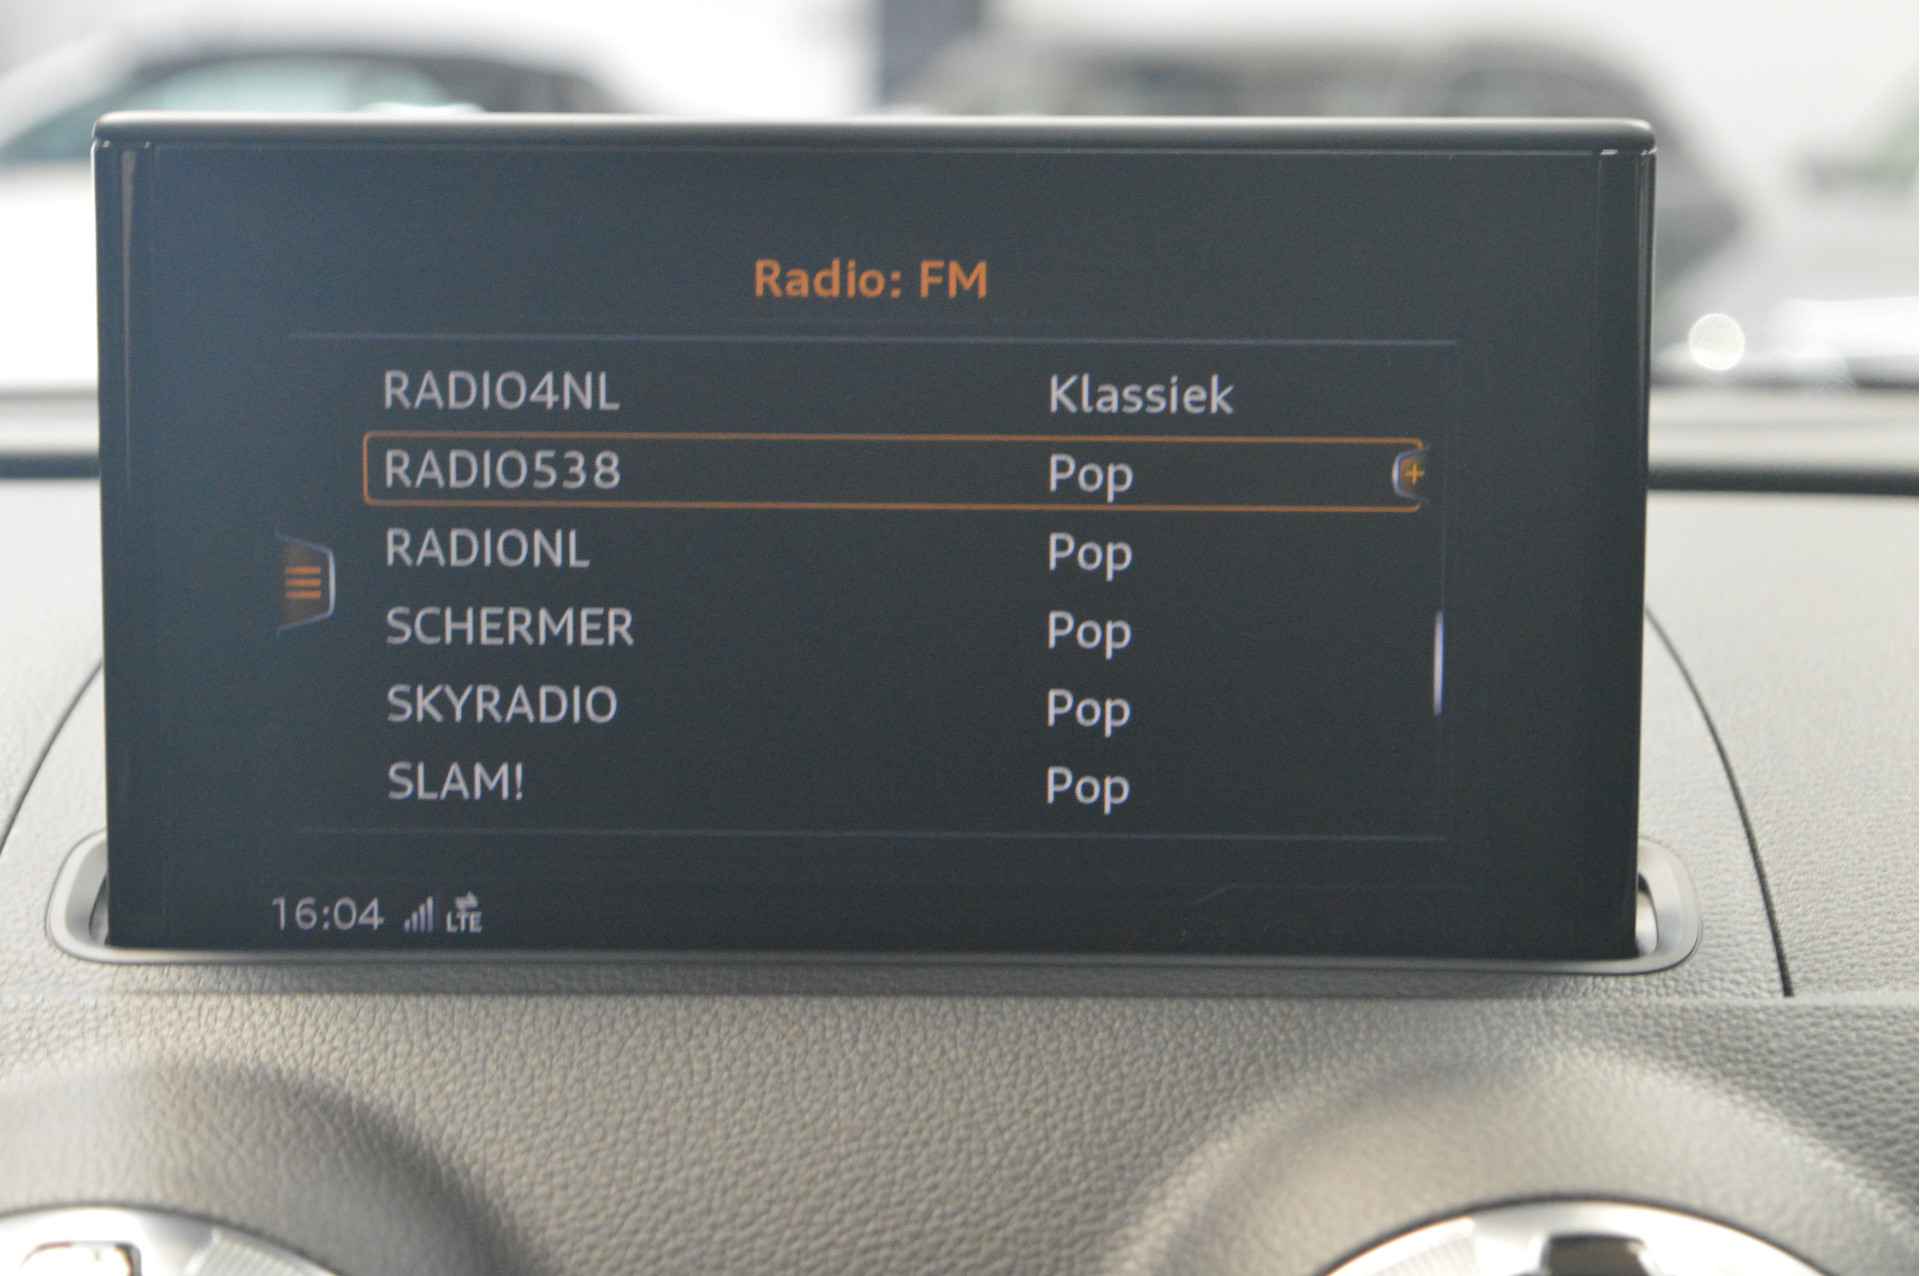 Radio: FM
RADIO4NL Klassiek
RADIO538 Pop
RADIONL Pop
SCHERMER Pop
SKYRADIO Pop
SLAM! Pop
16:04 LTE